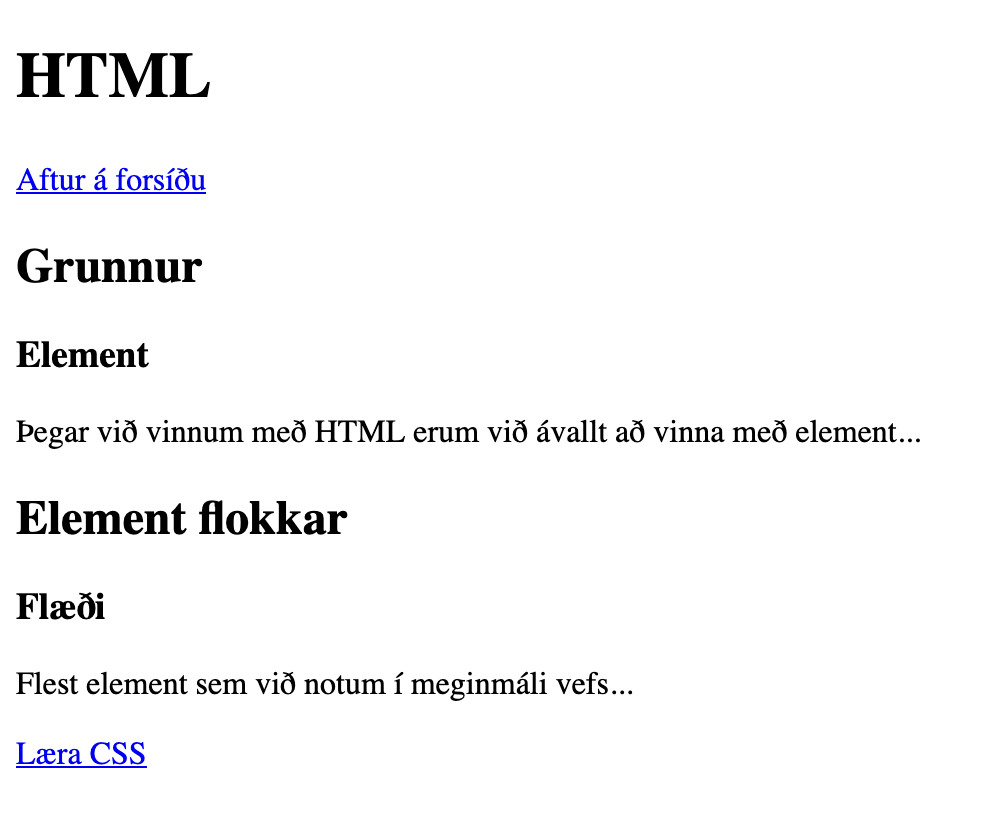 HTML
Aftur á forsíðu
Grunnur
Element
Þegar við vinnum með HTML erum við ávallt að vinna með element...
Element flokkar
Flæði
Flest element sem við notum í meginmáli vefs...
Læra CSS